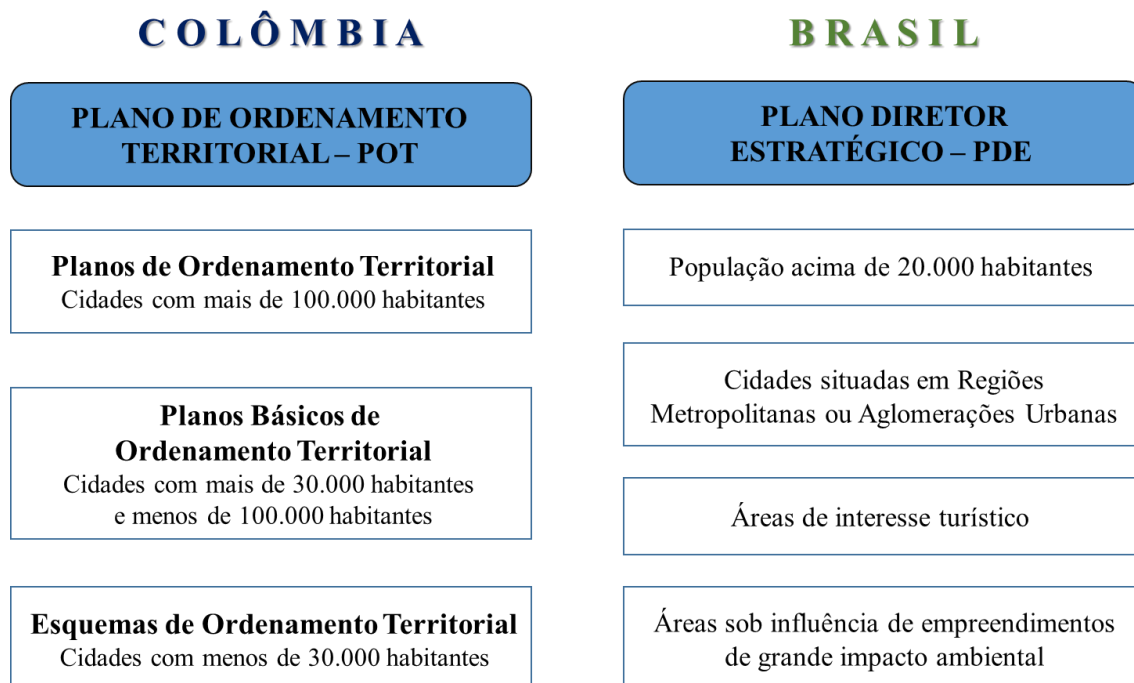 COLÔMBIA
PLANO DE ORDENAMENTO
TERRITORIAL – POT
Planos de Ordenamento Territorial
Cidades com mais de 100.000 habitantes
Planos Básicos de
Ordenamento Territorial
Cidades com mais de 30.000 habitantes
e menos de 100.000 habitantes
Esquemas de Ordenamento Territorial
Cidades com menos de 30.000 habitantes
BRASIL
PLANO DIRETOR
ESTRATÉGICO – PDE
População acima de 20.000 habitantes
Cidades situadas em Regiões
Metropolitanas ou Aglomerações Urbanas
Áreas de interesse turístico
Áreas sob influência de empreendimentos
de grande impacto ambiental